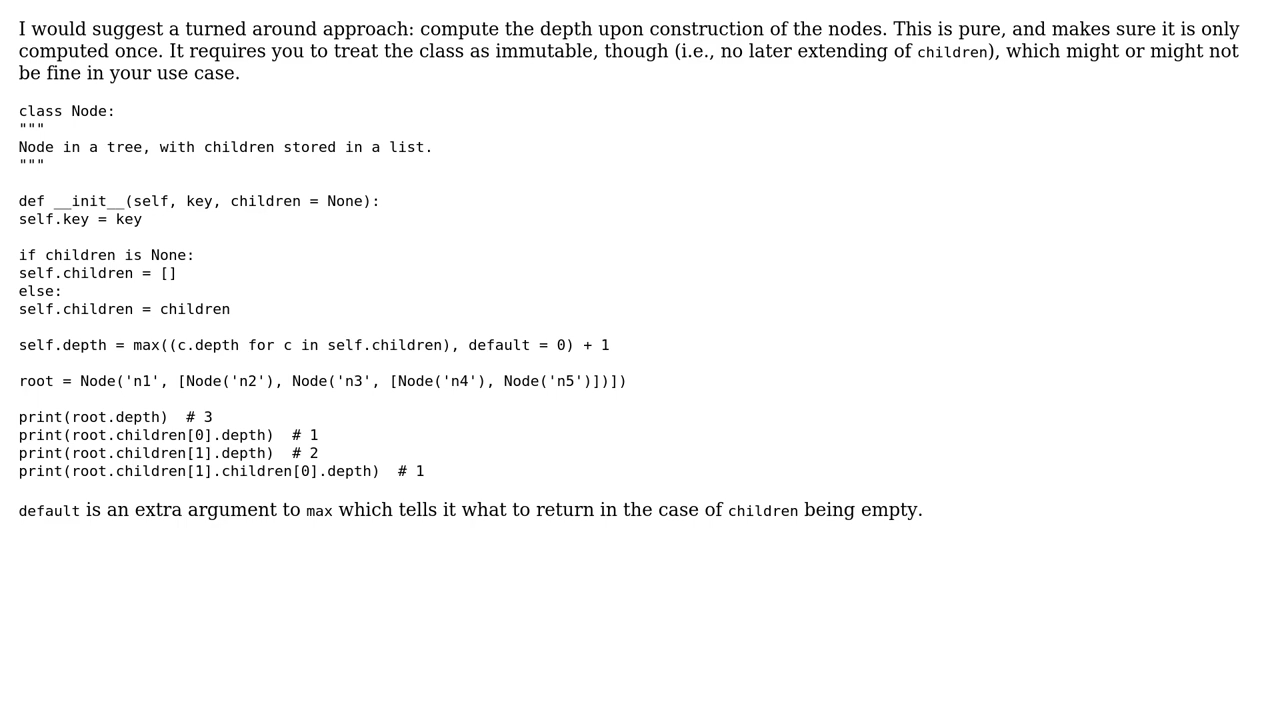 I would suggest a turned around approach: compute the depth upon construction of the nodes. This is pure, and makes sure it is only
computed once. It requires you to treat the class as immutable, though (i.e., no later extending of children), which might or might not
be fine in your use case.
class Node:
"""
Node in a tree, with children stored in a list.
"""
def __init__(self, key, children = None):
self.key = key
if children is None:
self.children = []
else:
self.children = children
self.depth = max((c.depth for c in self.children), default = 0) + 1
root = Node('n1', [Node('n2'), Node('n3', [Node('n4'), Node('n5')])])
print(root.depth)  # 3
print(root.children[0].depth)  # 1
print(root.children[1].depth)  # 2
print(root.children[1].children[0].depth)  # 1
default is an extra argument to max which tells it what to return in the case of children being empty.